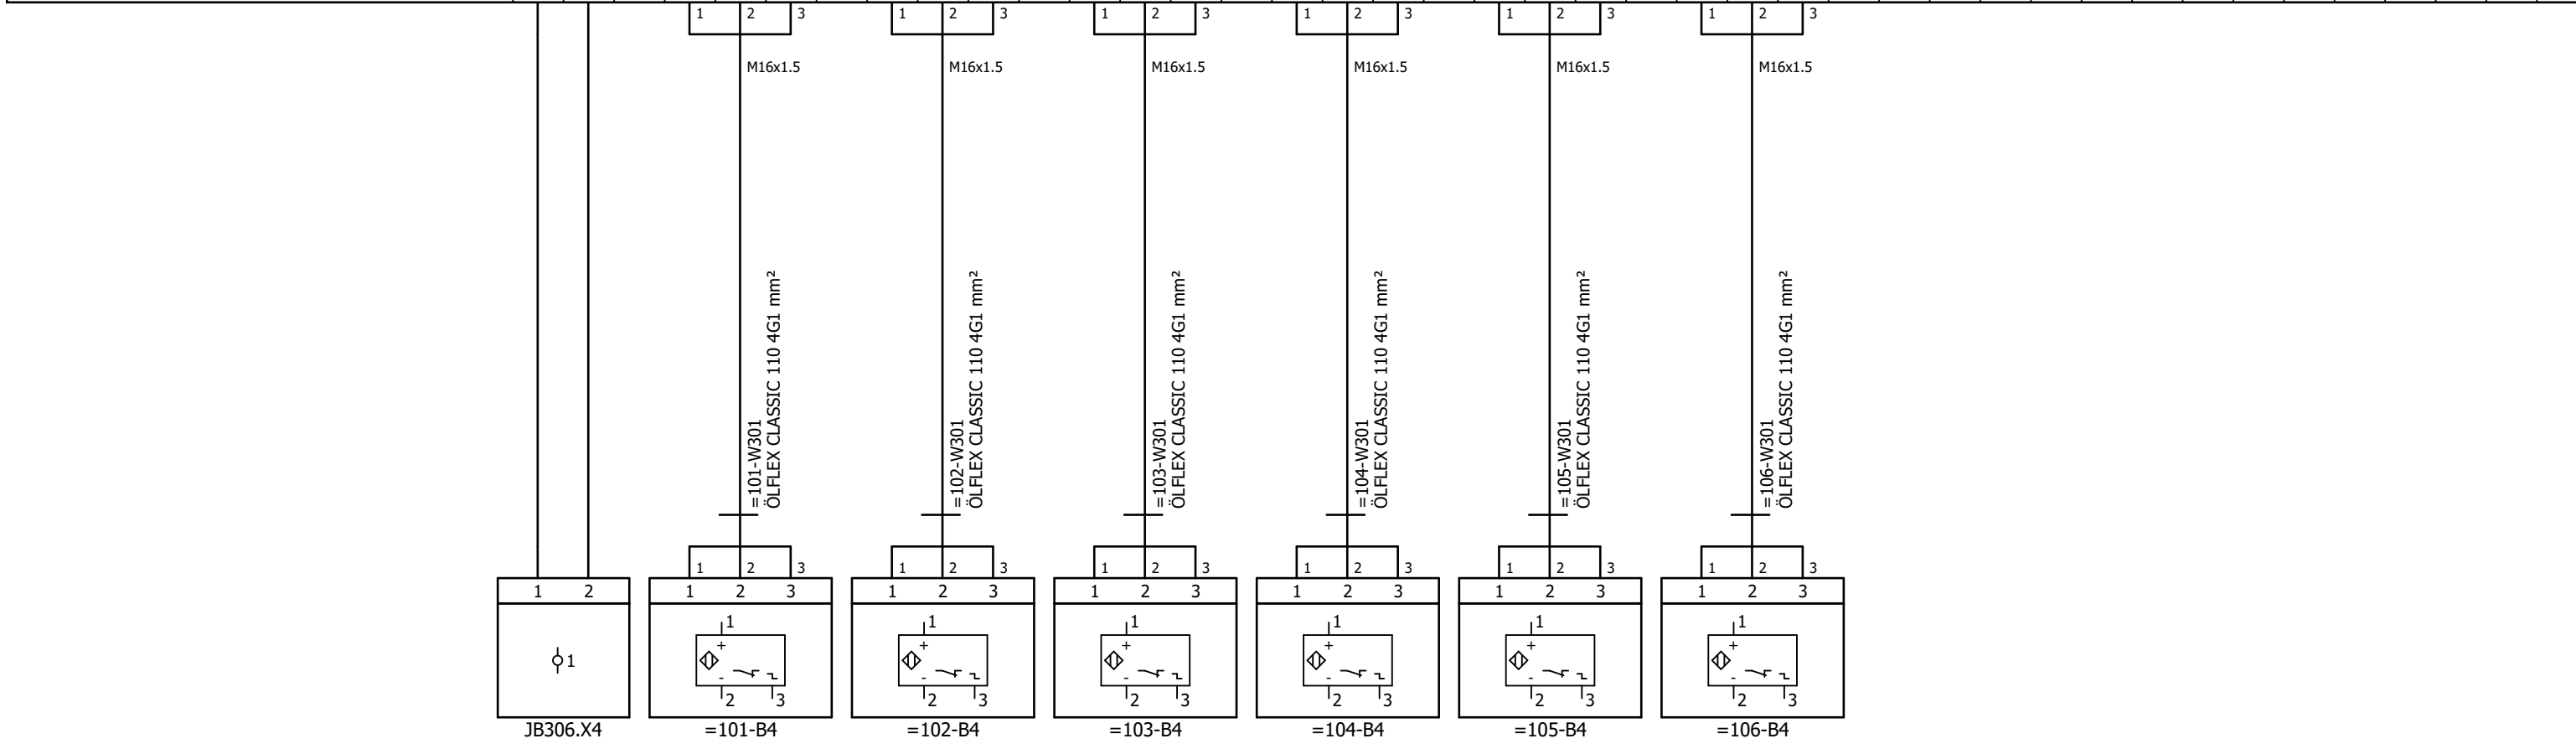 1 2 3 1 2 3 1 2 3 1 2 3 1 2 3 1 2 3
M16x1.5 M16x1.5 M16x1.5 M16x1.5 M16x1.5 M16x1.5
=101-W301
ÖLFLEX CLASSIC 110 4G1 mm²
=102-W301
ÖLFLEX CLASSIC 110 4G1 mm²
=103-W301
ÖLFLEX CLASSIC 110 4G1 mm²
=104-W301
ÖLFLEX CLASSIC 110 4G1 mm²
=105-W301
ÖLFLEX CLASSIC 110 4G1 mm²
=106-W301
ÖLFLEX CLASSIC 110 4G1 mm²
1 2 3 1 2 3 1 2 3 1 2 3 1 2 3 1 2 3
1 2 1 2 3 1 2 3 1 2 3 1 2 3 1 2 3 1 2 3
1 1 1 1 1 1
+ + + + + +
1
- - - - - -
2 3 2 3 2 3 2 3 2 3 2 3
JB306.X4 =101-B4 =102-B4 =103-B4 =104-B4 =105-B4 =106-B4